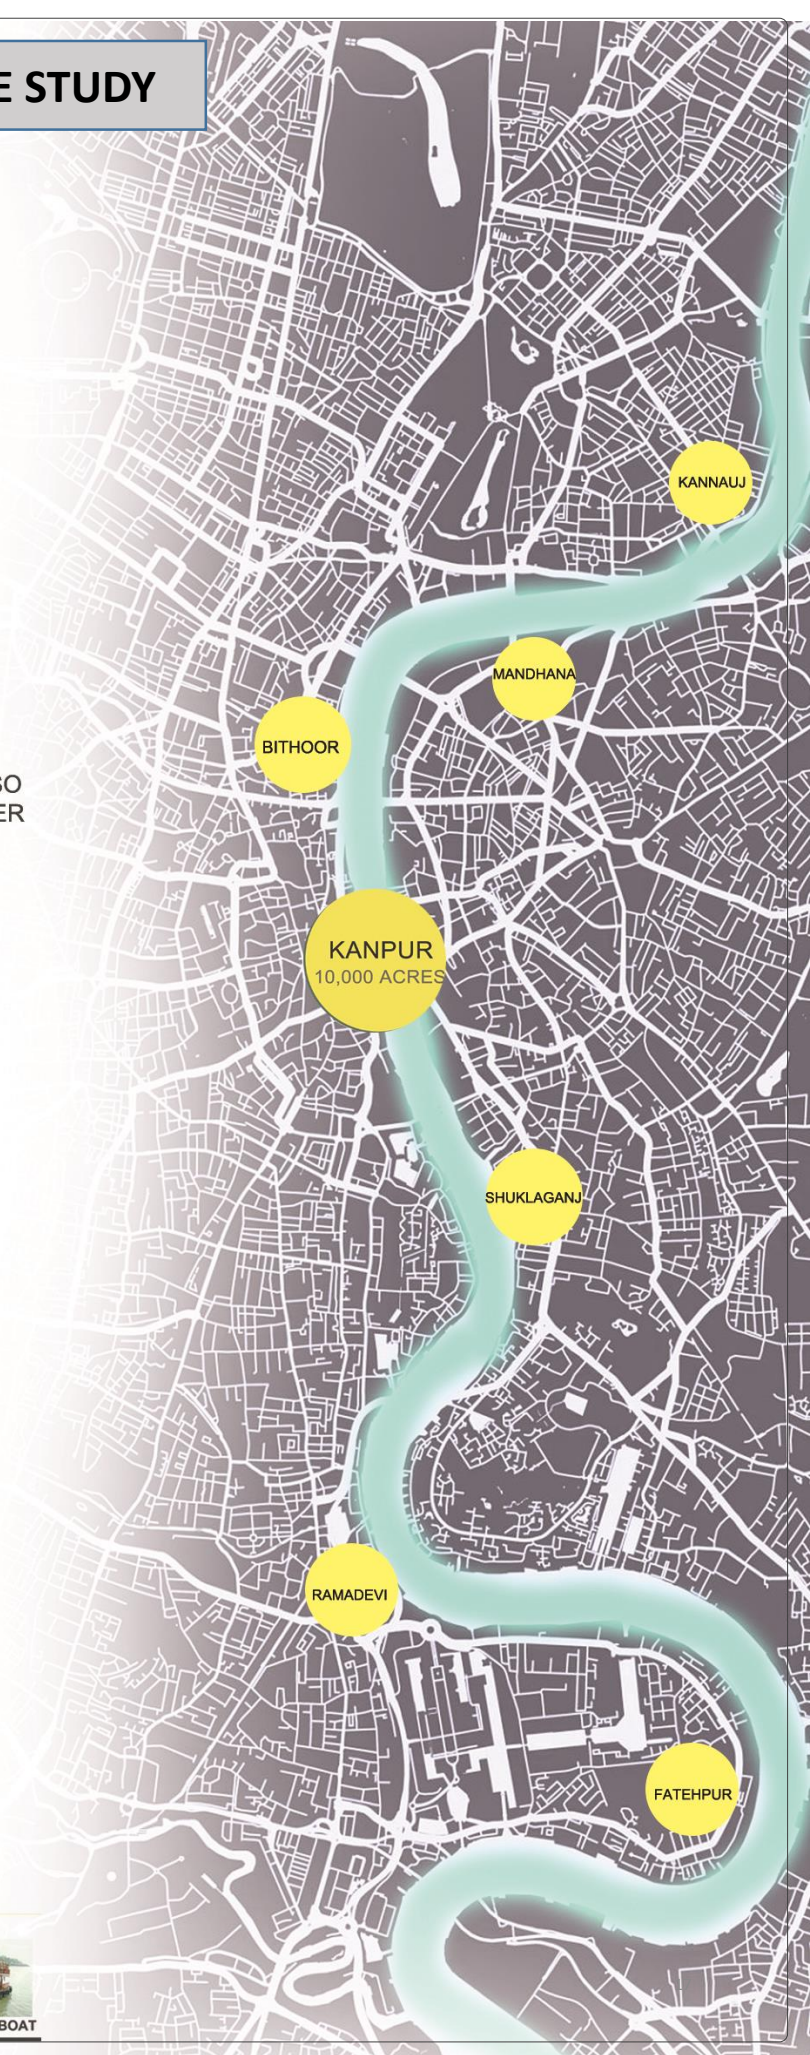 E STUDY
KANNAUJ
MANDHANA
BITHOOR
SO
ER
KANPUR
10,000 ACRES
SHUKLAGANJ
RAMADEVI
FATEHPUR
BOAT